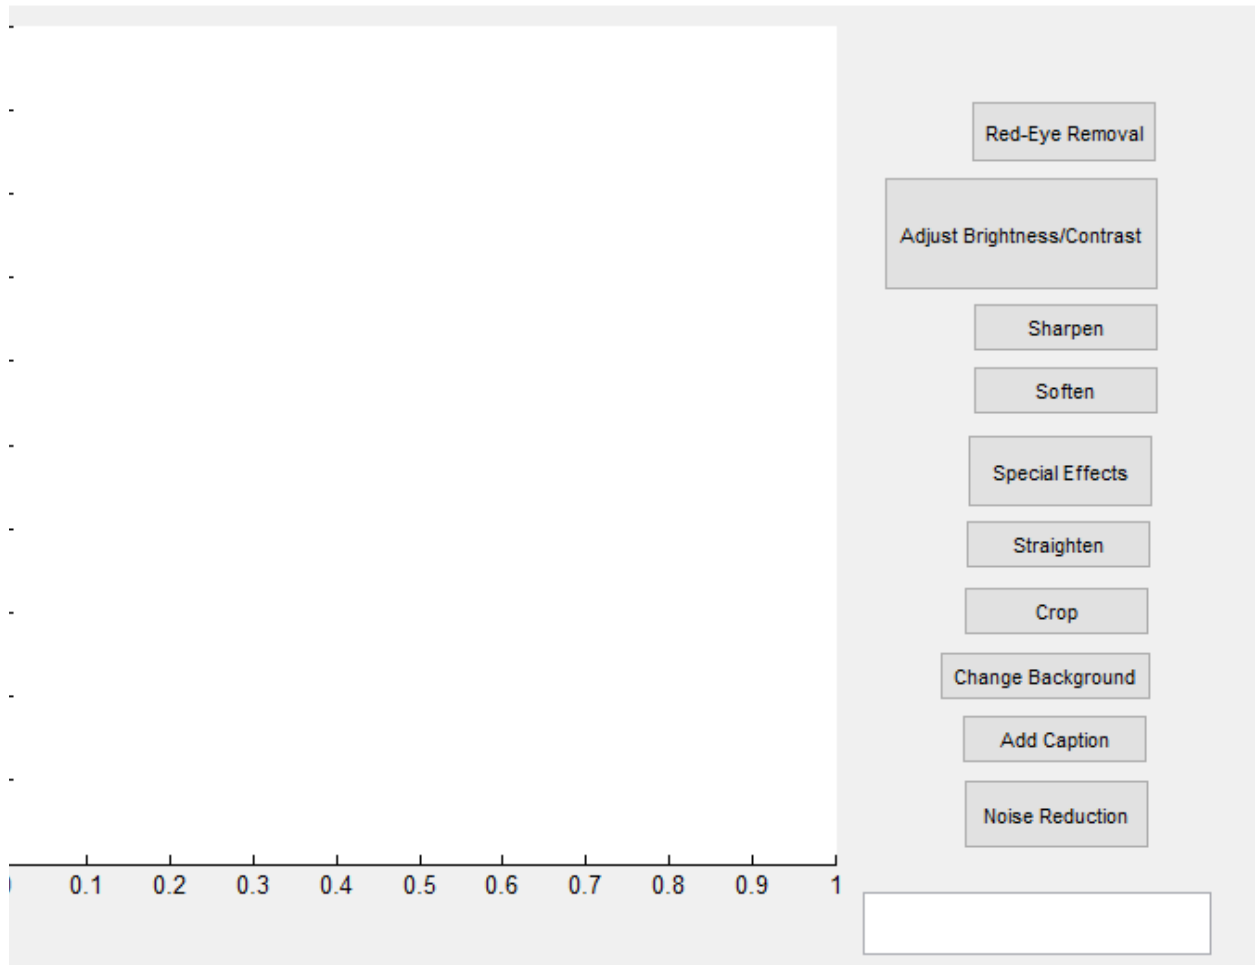 Red-Eye Removal
Adjust Brightness/Contrast
Sharpen
Soften
Special Effects
Straighten
Crop
Change Background
Add Caption
Noise Reduction
0.1 0.2 0.3 0.4 0.5 0.6 0.7 0.8 0.9 1